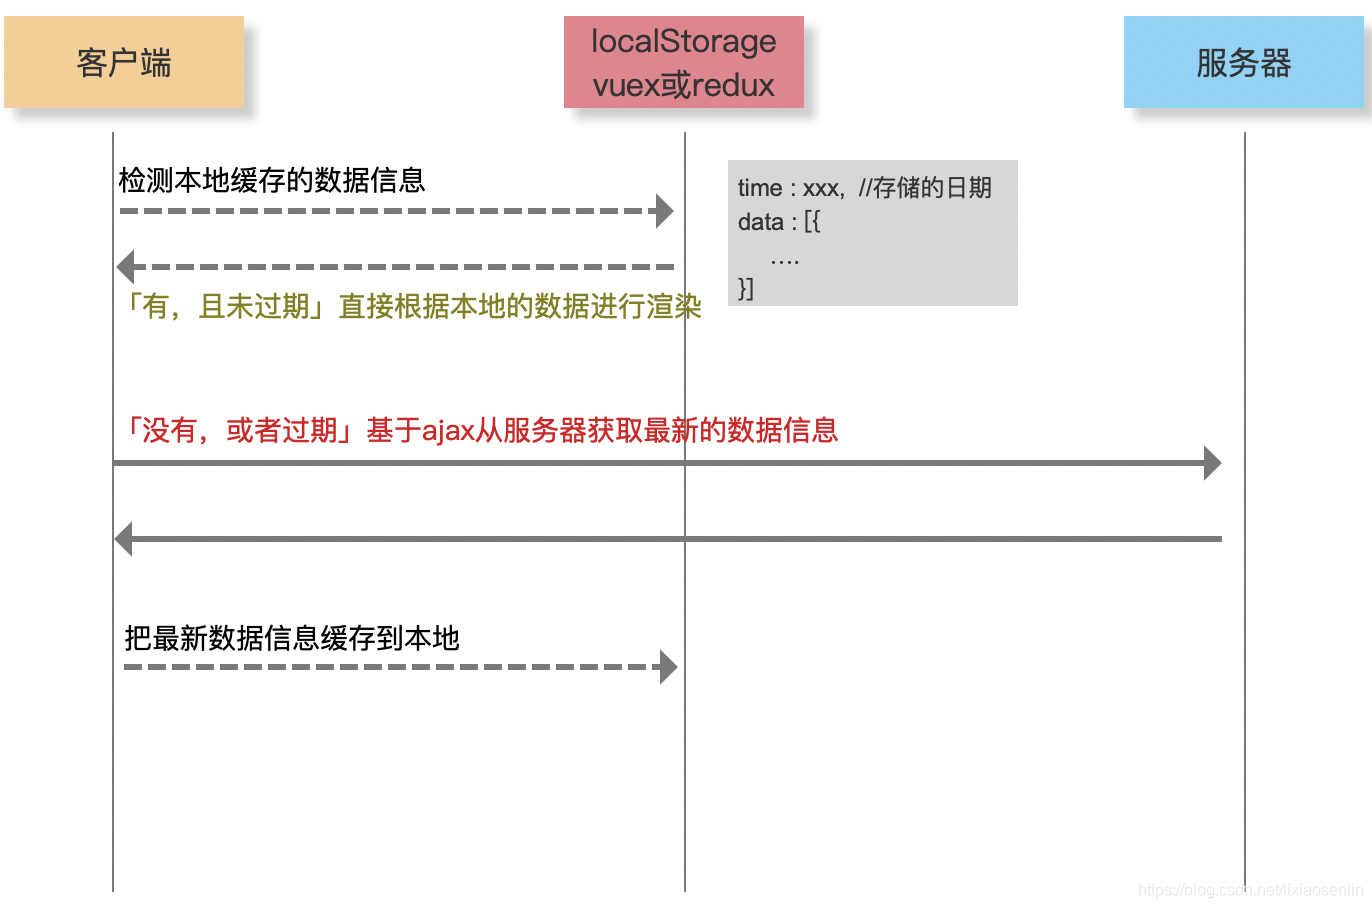 客户端
localStorage
vuex或redux
服务器
检测本地缓存的数据信息
time : xxx,  //存储的日期
data : [{
....
}]
「有，且未过期」直接根据本地的数据进行渲染
「没有，或者过期」基于ajax从服务器获取最新的数据信息
把最新数据信息缓存到本地
https://blog.csdn.net/lixiaosenlin